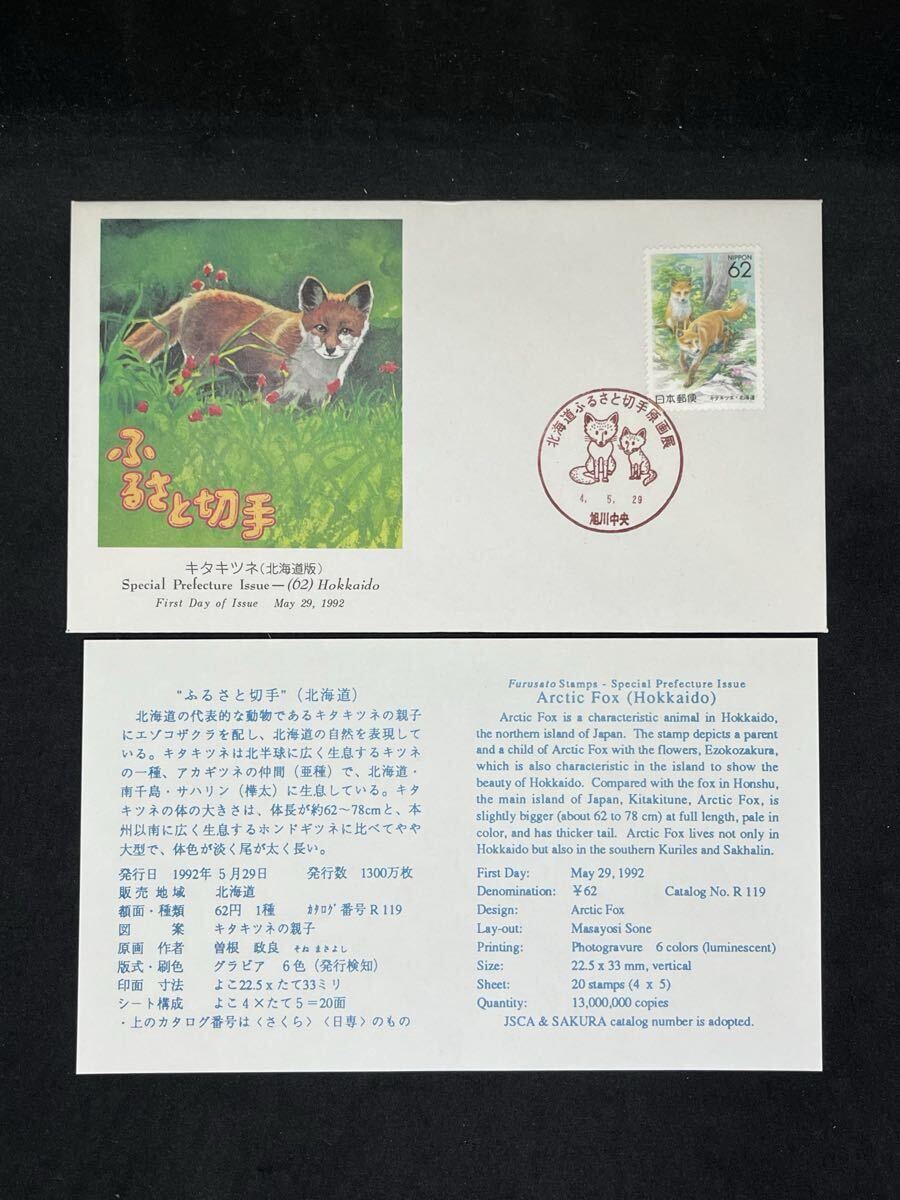 ふるさと切手
キタキツネ(北海道版)
Special Prefecture Issue—(62) Hokkaido
First Day of Issue May 29, 1992
NIPPON
62
日本郵便 キタキツネ・北海道
北海道ふるさと切手原画展
4. 5. 29
旭川中央
"ふるさと切手"(北海道)
北海道の代表的な動物であるキタキツネの親子
にエゾコザクラを配し、北海道の自然を表現して
いる。キタキツネは北半球に広く生息するキツネ
の一種、アカギツネの仲間(亜種)で、北海道・
南千島・サハリン(樺太)に生息している。キタ
キツネの体の大きさは、体長が約62〜78cmと、本
州以南に広く生息するホンドギツネに比べてやや
大型で、体色が淡く尾が太く長い。
発行日 1992年5月29日 発行数 1300万枚
販売地域 北海道
額面・種類 62円 1種 ｶﾀﾛｸﾞ番号R119
図案 キタキツネの親子
原画作者 曽根 政良 そね まさよし
版式・刷色 グラビア 6色(発行検知)
印面寸法 よこ22.5xたて33ミリ
シート構成 よこ4×たて5=20面
・上のカタログ番号は〈さくら〉〈日専〉のもの
Furusato Stamps - Special Prefecture Issue
Arctic Fox (Hokkaido)
Arctic Fox is a characteristic animal in Hokkaido,
the northern island of Japan. The stamp depicts a parent
and a child of Arctic Fox with the flowers, Ezokozakura,
which is also characteristic in the island to show the
beauty of Hokkaido. Compared with the fox in Honshu,
the main island of Japan, Kitakitune, Arctic Fox, is
slightly bigger (about 62 to 78 cm) at full length, pale in
color, and has thicker tail. Arctic Fox lives not only in
Hokkaido but also in the southern Kuriles and Sakhalin.
First Day: May 29, 1992
Denomination: ¥62 Catalog No. R 119
Design: Arctic Fox
Lay-out: Masayosi Sone
Printing: Photogravure 6 colors (luminescent)
Size: 22.5 x 33 mm, vertical
Sheet: 20 stamps (4 x 5)
Quantity: 13,000,000 copies
JSCA & SAKURA catalog number is adopted.